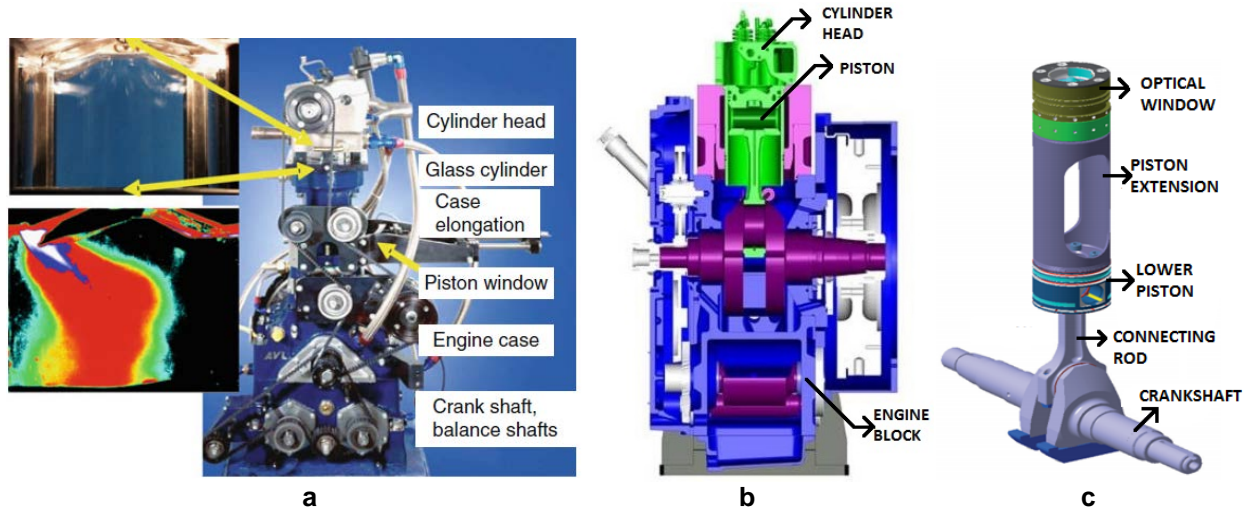 Cylinder head
Glass cylinder
Case
elongation
Piston window
Engine case
Crank shaft,
balance shafts
AVL
a
CYLINDER
HEAD
PISTON
ENGINE
BLOCK
b
OPTICAL
WINDOW
PISTON
EXTENSION
LOWER
PISTON
CONNECTING
ROD
CRANKSHAFT
c